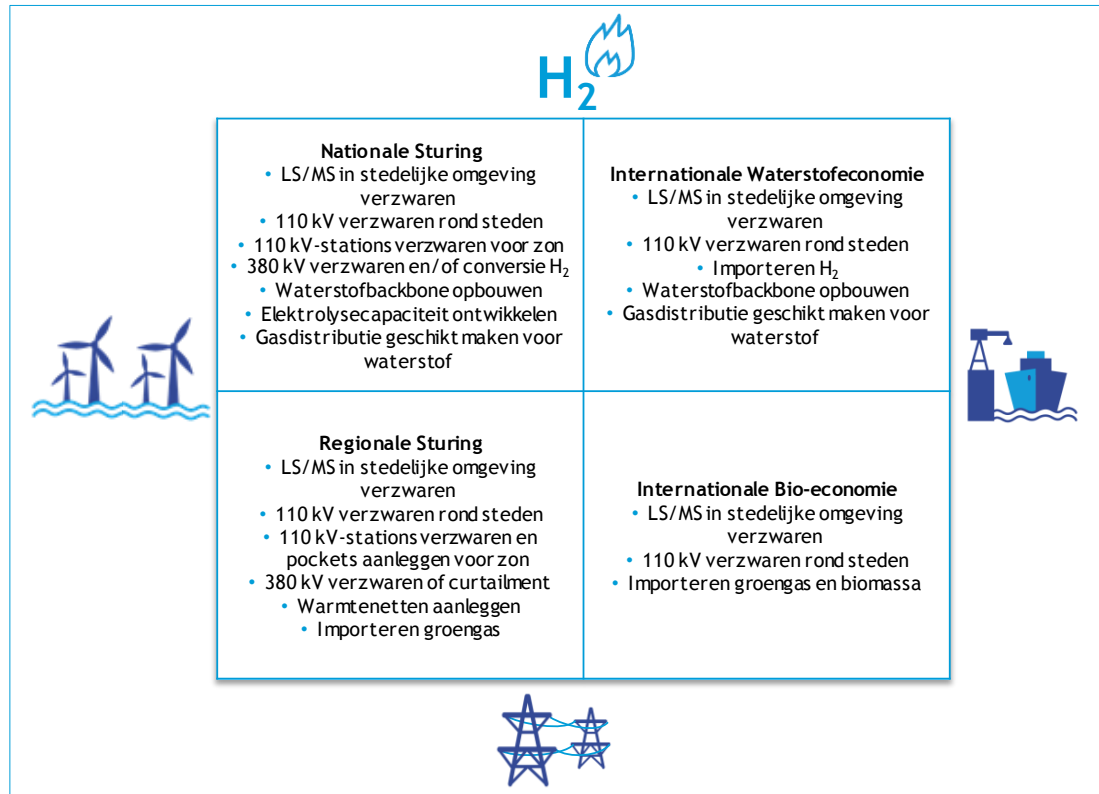 H₂
Nationale Sturing
• LS/MS in stedelijke omgeving
verzwaren
• 110 kV verzwaren rond steden
• 110 kV-stations verzwaren voor zon
• 380 kV verzwaren en/of conversie H₂
• Waterstofbackbone opbouwen
• Elektrolysecapaciteit ontwikkelen
• Gasdistributie geschikt maken voor
waterstof
Internationale Waterstofeconomie
• LS/MS in stedelijke omgeving
verzwaren
• 110 kV verzwaren rond steden
• Importeren H₂
• Waterstofbackbone opbouwen
• Gasdistributie geschikt maken voor
waterstof
Regionale Sturing
• LS/MS in stedelijke omgeving
verzwaren
• 110 kV verzwaren rond steden
• 110 kV-stations verzwaren en
pockets aanleggen voor zon
• 380 kV verzwaren of curtailment
• Warmtenetten aanleggen
• Importeren groengas
Internationale Bio-economie
• LS/MS in stedelijke omgeving
verzwaren
• 110 kV verzwaren rond steden
• Importeren groengas en biomassa